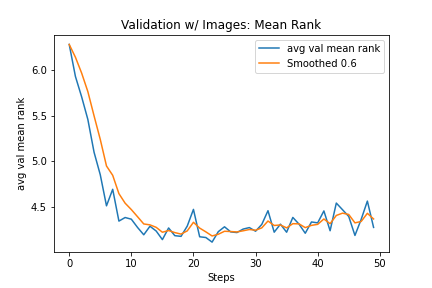 Validation w/ Images: Mean Rank
avg val mean rank
Smoothed 0.6
6.0
5.5
5.0
4.5
avg val mean rank
0 10 20 30 40 50
Steps